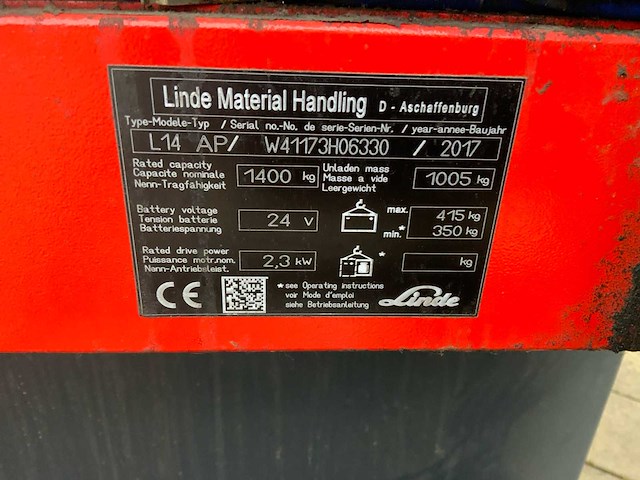 Linde Material Handling D - Aschaffenburg
Type-Modele-Typ / Serial no.-No. de serie-Serien-Nr. / year-annee-Baujahr
L14 AP/ W41173H06330 / 2017
Rated capacity
Capacite nominale
Nenn-Tragfähigkeit
1400 kg
Unladen mass
Masse a vide
Leergewicht
1005 kg
Battery voltage
Tension batterie
Batteriespannung
24 V
max. 415 kg
min.* 350 kg
Rated drive power
Puissance motr.nom.
Nenn-Antriebsleist.
2,3 kW
*
kg
CE
* see Operating instructions
voir Mode d'emploi
siehe Betriebsanleitung
Linde